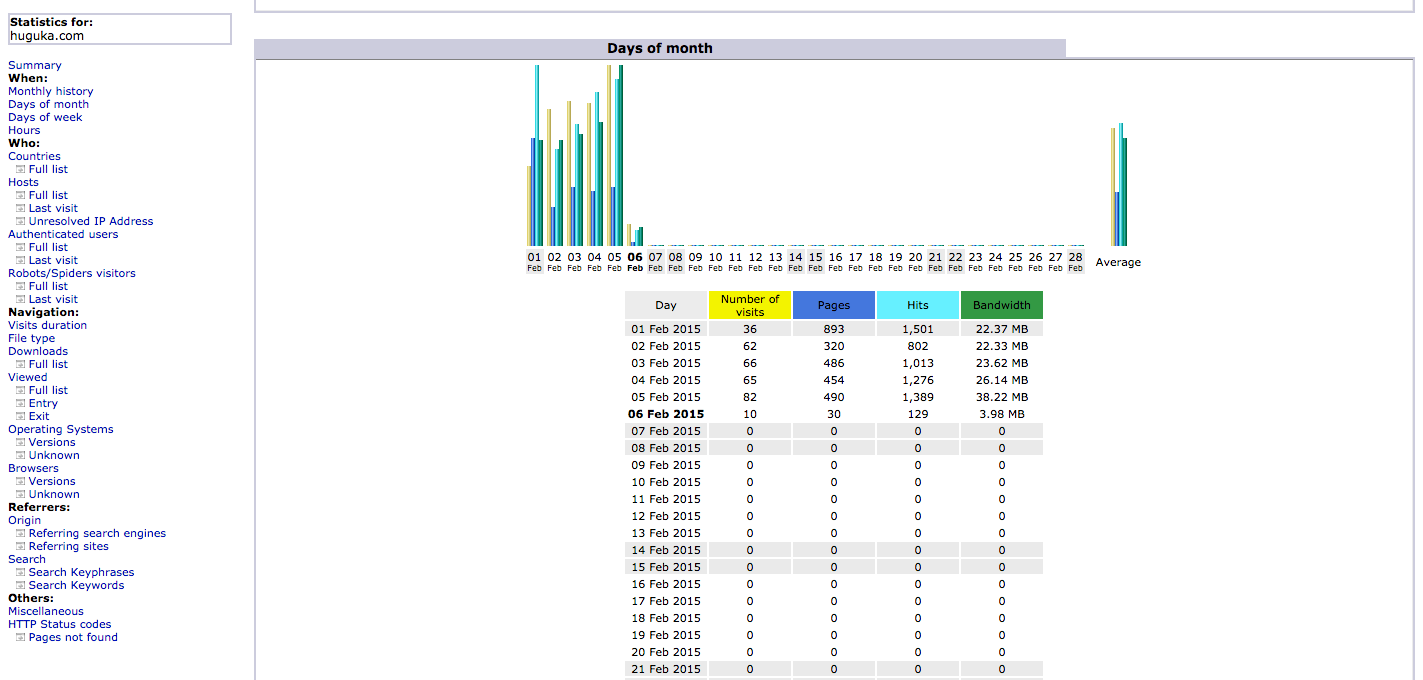 Statistics for:
huguka.com
Summary
When:
Monthly history
Days of month
Days of week
Hours
Who:
Countries
Full list
Hosts
Full list
Last visit
Unresolved IP Address
Authenticated users
Full list
Last visit
Robots/Spiders visitors
Full list
Last visit
Navigation:
Visits duration
File type
Downloads
Full list
Viewed
Full list
Entry
Exit
Operating Systems
Versions
Unknown
Browsers
Versions
Unknown
Referrers:
Origin
Referring search engines
Referring sites
Search
Search Keyphrases
Search Keywords
Others:
Miscellaneous
HTTP Status codes
Pages not found
Days of month
01 02 03 04 05 06 07 08 09 10 11 12 13 14 15 16 17 18 19 20 21 22 23 24 25 26 27 28 Average
Feb Feb Feb Feb Feb Feb Feb Feb Feb Feb Feb Feb Feb Feb Feb Feb Feb Feb Feb Feb Feb Feb Feb Feb Feb Feb Feb Feb
Day Number of visits Pages Hits Bandwidth
01 Feb 2015 36 893 1,501 22.37 MB
02 Feb 2015 62 320 802 22.33 MB
03 Feb 2015 66 486 1,013 23.62 MB
04 Feb 2015 65 454 1,276 26.14 MB
05 Feb 2015 82 490 1,389 38.22 MB
06 Feb 2015 10 30 129 3.98 MB
07 Feb 2015 0 0 0 0
08 Feb 2015 0 0 0 0
09 Feb 2015 0 0 0 0
10 Feb 2015 0 0 0 0
11 Feb 2015 0 0 0 0
12 Feb 2015 0 0 0 0
13 Feb 2015 0 0 0 0
14 Feb 2015 0 0 0 0
15 Feb 2015 0 0 0 0
16 Feb 2015 0 0 0 0
17 Feb 2015 0 0 0 0
18 Feb 2015 0 0 0 0
19 Feb 2015 0 0 0 0
20 Feb 2015 0 0 0 0
21 Feb 2015 0 0 0 0